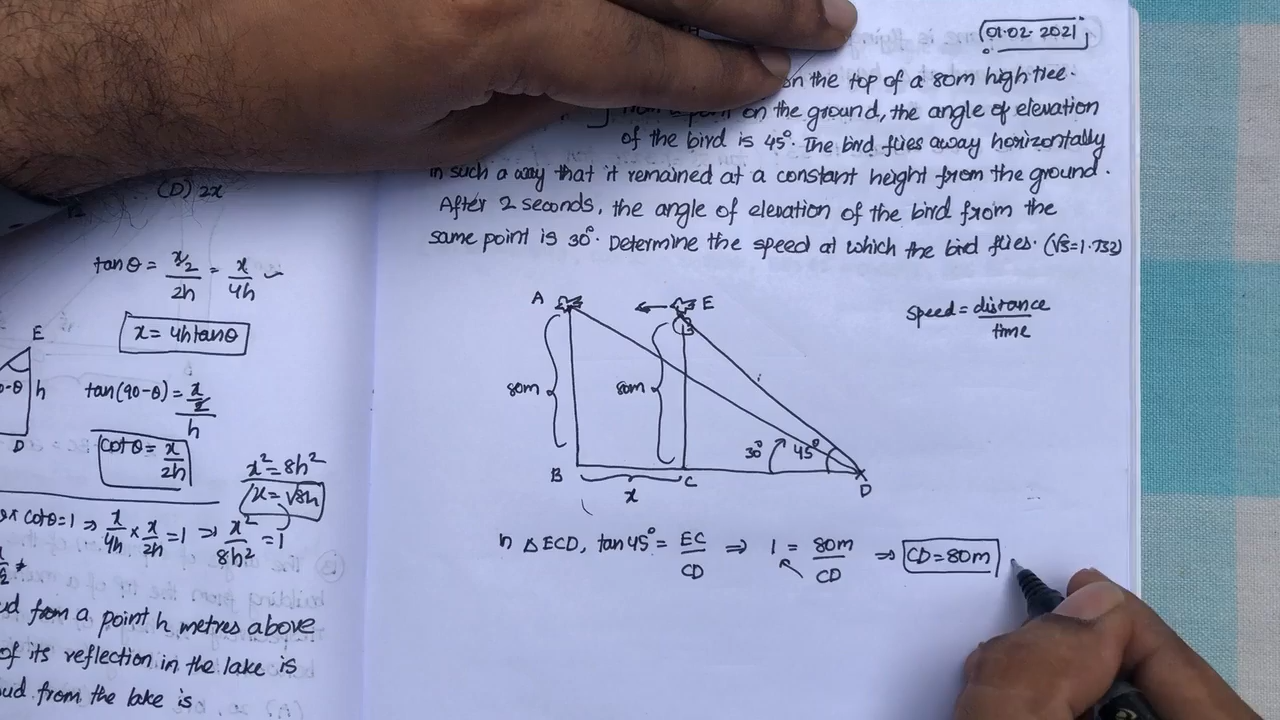 01.02.2021
on the top of a 80m high tree.
on the ground, the angle of elevation
of the bird is 45°. The bird flies away horizontally
in such a way that it remained at a constant height from the ground.
After 2 seconds, the angle of elevation of the bird from the
same point is 30°. Determine the speed at which the bird flies. (√3=1.732)
(D) 2x
tanθ = x/2 / 2h = x/4h
x = 4htanθ
E
h
D
tan(90-θ) = x/2 / h
cotθ = x/2h
x² = 8h²
x = √8h
cotθ=1 ⇒ x/4h × x/2h = 1 ⇒ x²/8h² = 1
from a point h metres above
of its reflection in the lake is
from the lake is
A
E
speed = distance/time
80m
80m
30°
45°
B
x
C
D
In △ECD, tan45° = EC/CD ⇒ 1 = 80m/CD ⇒ CD=80m